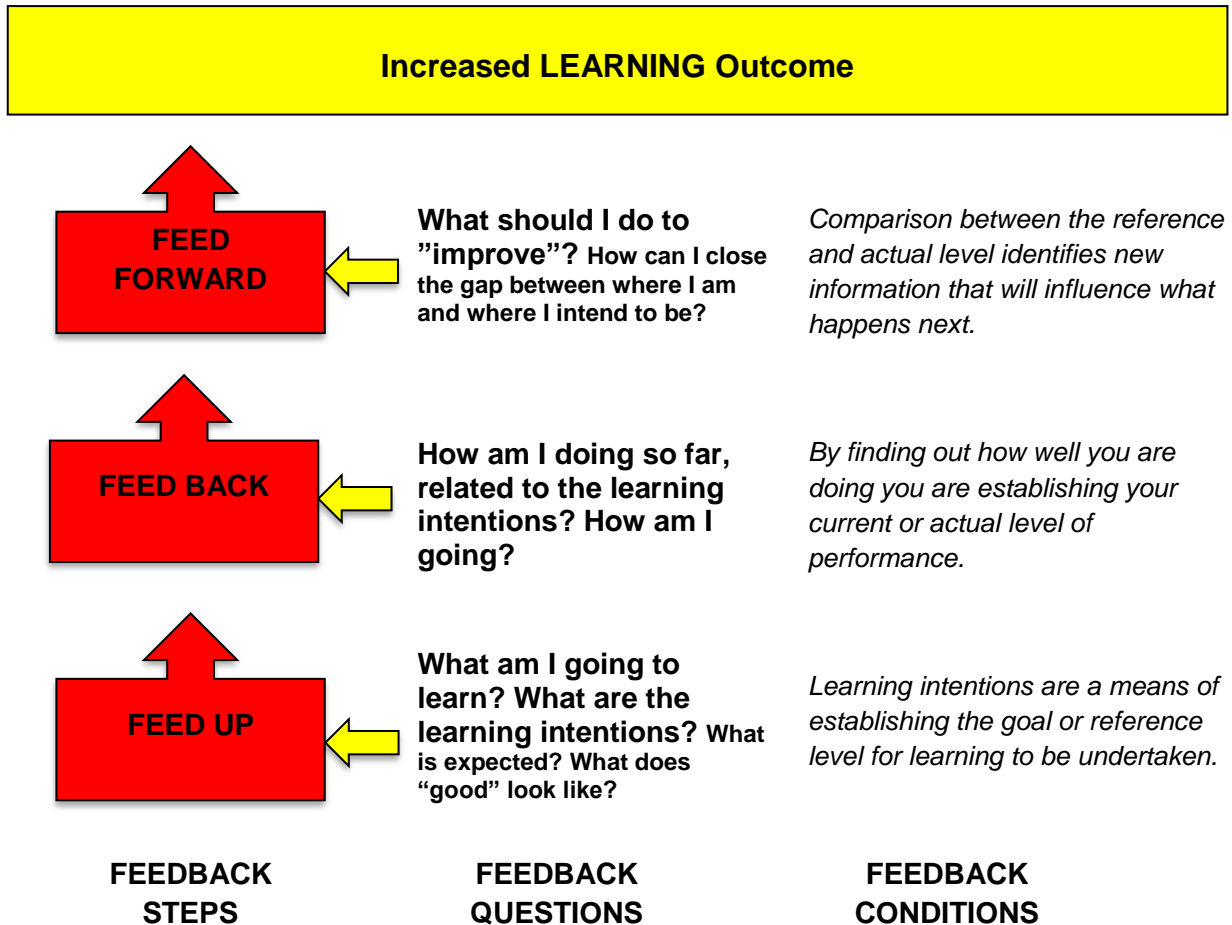 Increased LEARNING Outcome
FEED
FORWARD
What should I do to
”improve”? How can I close
the gap between where I am
and where I intend to be?
Comparison between the reference
and actual level identifies new
information that will influence what
happens next.
FEED BACK
How am I doing so far,
related to the learning
intentions? How am I
going?
By finding out how well you are
doing you are establishing your
current or actual level of
performance.
FEED UP
What am I going to
learn? What are the
learning intentions? What
is expected? What does
“good” look like?
Learning intentions are a means of
establishing the goal or reference
level for learning to be undertaken.
FEEDBACK
STEPS
FEEDBACK
QUESTIONS
FEEDBACK
CONDITIONS